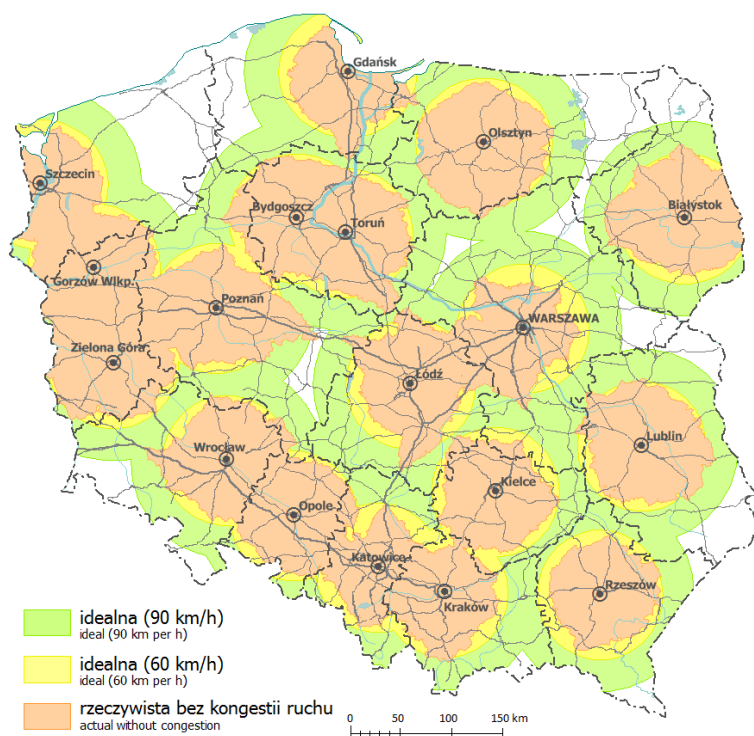 Gdańsk
Olsztyn
Szczecin
Białystok
Bydgoszcz
Toruń
Gorzów Wlkp.
Poznań
WARSZAWA
Zielona Góra
Łódź
Lublin
Wrocław
Kielce
Opole
Katowice
Rzeszów
Kraków
idealna (90 km/h)
ideal (90 km per h)
idealna (60 km/h)
ideal (60 km per h)
rzeczywista bez kongestii ruchu
actual without congestion
0 50 100 150 km